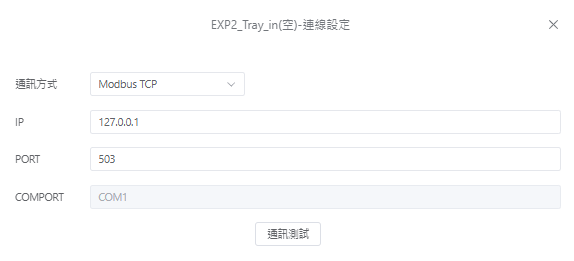 EXP2_Tray_in(空)-連線設定
通訊方式 Modbus TCP
IP 127.0.0.1
PORT 503
COMPORT COM1
通訊測試